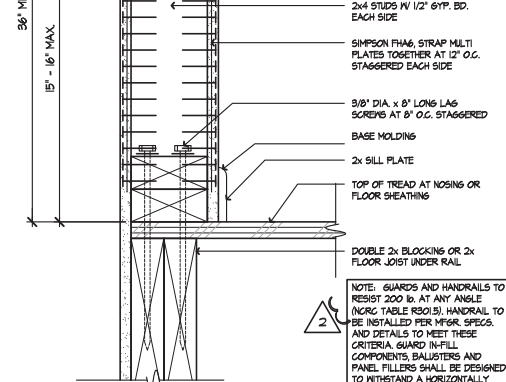 2x4 STUDS W/ 1/2" GYP. BD.
EACH SIDE
SIMPSON FHA6, STRAP MULTI
PLATES TOGETHER AT 12" O.C.
STAGGERED EACH SIDE
3/8" DIA. x 8" LONG LAG
SCREWS AT 8" O.C. STAGGERED
BASE MOLDING
2x SILL PLATE
TOP OF TREAD AT NOSING OR
FLOOR SHEATHING
DOUBLE 2x BLOCKING OR 2x
FLOOR JOIST UNDER RAIL
NOTE: GUARDS AND HANDRAILS TO
RESIST 200 lb. AT ANY ANGLE
(NCRC TABLE R301.5). HANDRAIL TO
BE INSTALLED PER MFGR. SPECS.
AND DETAILS TO MEET THESE
CRITERIA. GUARD IN-FILL
COMPONENTS, BALUSTERS AND
PANEL FILLERS SHALL BE DESIGNED
TO WITHSTAND A HORIZONTALLY
2
36" M
15" - 16" MAX.